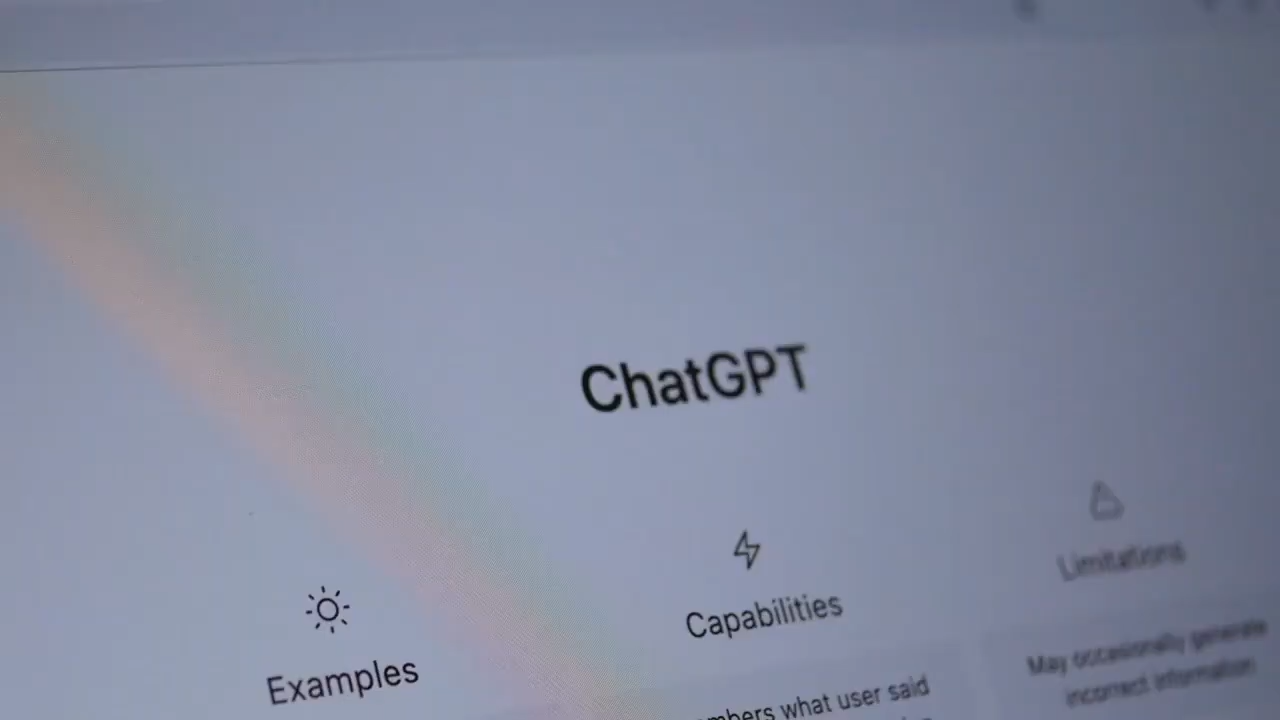 ChatGPT
Examples
Capabilities
Limitations
what user said
May occasionally generate
incorrect information